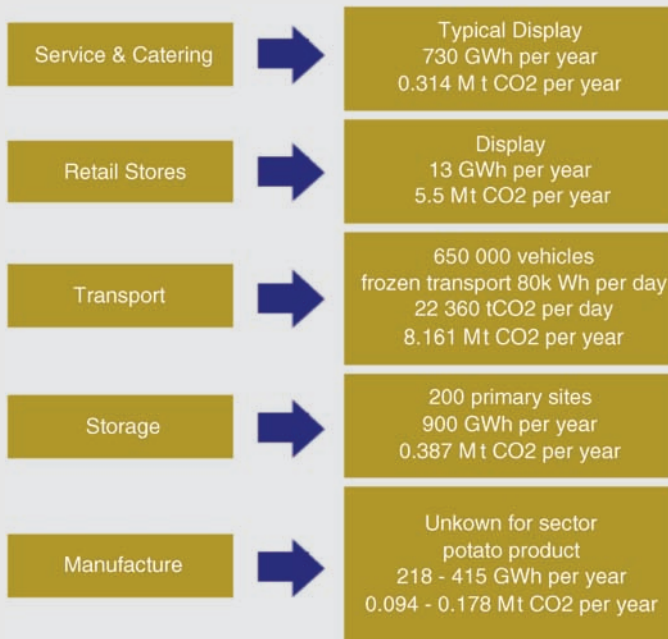 Service & Catering
Typical Display
730 GWh per year
0.314 M t CO2 per year
Retail Stores
Display
13 GWh per year
5.5 Mt CO2 per year
Transport
650 000 vehicles
frozen transport 80k Wh per day
22 360 tCO2 per day
8.161 Mt CO2 per year
Storage
200 primary sites
900 GWh per year
0.387 Mt CO2 per year
Manufacture
Unkown for sector
potato product
218 - 415 GWh per year
0.094 - 0.178 Mt CO2 per year